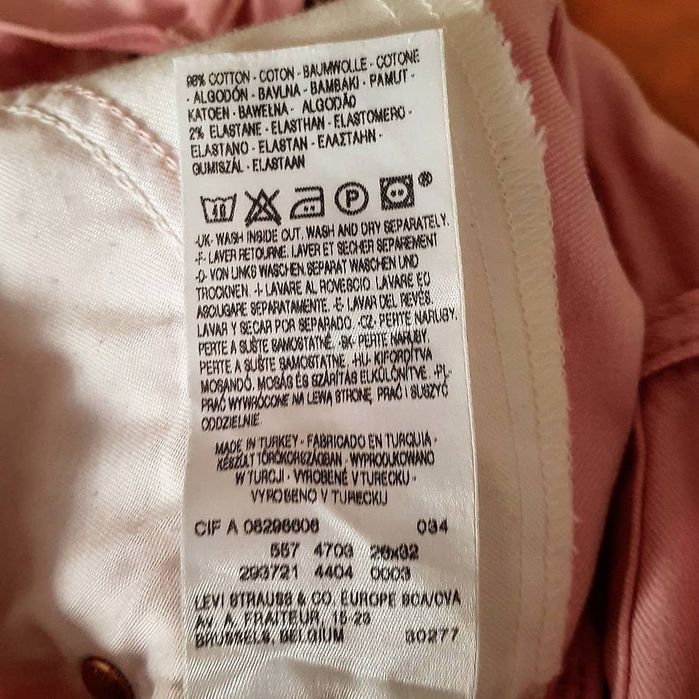 98% COTTON - COTON - BAUMWOLLE - COTONE
- ALGODÓN - BAVLNA - BAMBAKI - PAMUT -
KATOEN - BAWEŁNA - ALGODÃO
2% ELASTANE - ELASTHAN - ELASTOMERO -
ELASTANO - ELASTAN - ΕΛΑΣΤΑΗΝ -
GUMISZÁL - ELASTAAN
P ®
-UK- WASH INSIDE OUT. WASH AND DRY SEPARATELY.
-F- LAVER RETOURNE. LAVER ET SECHER SEPAREMENT
-D- VON LINKS WASCHEN.SEPARAT WASCHEN UND
TROCKNEN. -I- LAVARE AL ROVESCIO. LAVARE ED
ASCIUGARE SEPARATAMENTE. -E- LAVAR DEL REVÉS.
LAVAR Y SECAR POR SEPARADO. -CZ- PERTE NARUBY.
PERTE A SUŠTE SAMOSTATNĚ. -SK- PERTE NARUBY.
PERTE A SUŠTE SAMOSTATNE. -HU- KIFORDÍTVA
MOSANDÓ. MOSÁS ÉS SZÁRÍTÁS ELKÜLÖNÍTVE. -PL-
PRAĆ WYWRÓCONE NA LEWĄ STRONĘ. PRAĆ I SUSZYĆ
ODDZIELNIE.
MADE IN TURKEY - FABRICADO EN TURQUIA -
KÉSZÜLT TÖRÖKORSZÁGBAN - WYPRODUKOWANO
W TURCJI - VYROBENÉ V TURECKU -
VYROBENO V TURECKU
CIF A 08298606 034
557 4703 26x32
293721 4404 0003
LEVI STRAUSS & CO. EUROPE SCA/CVA
AV. A. FRAITEUR, 15-23
BRUSSELS, BELGIUM 30277